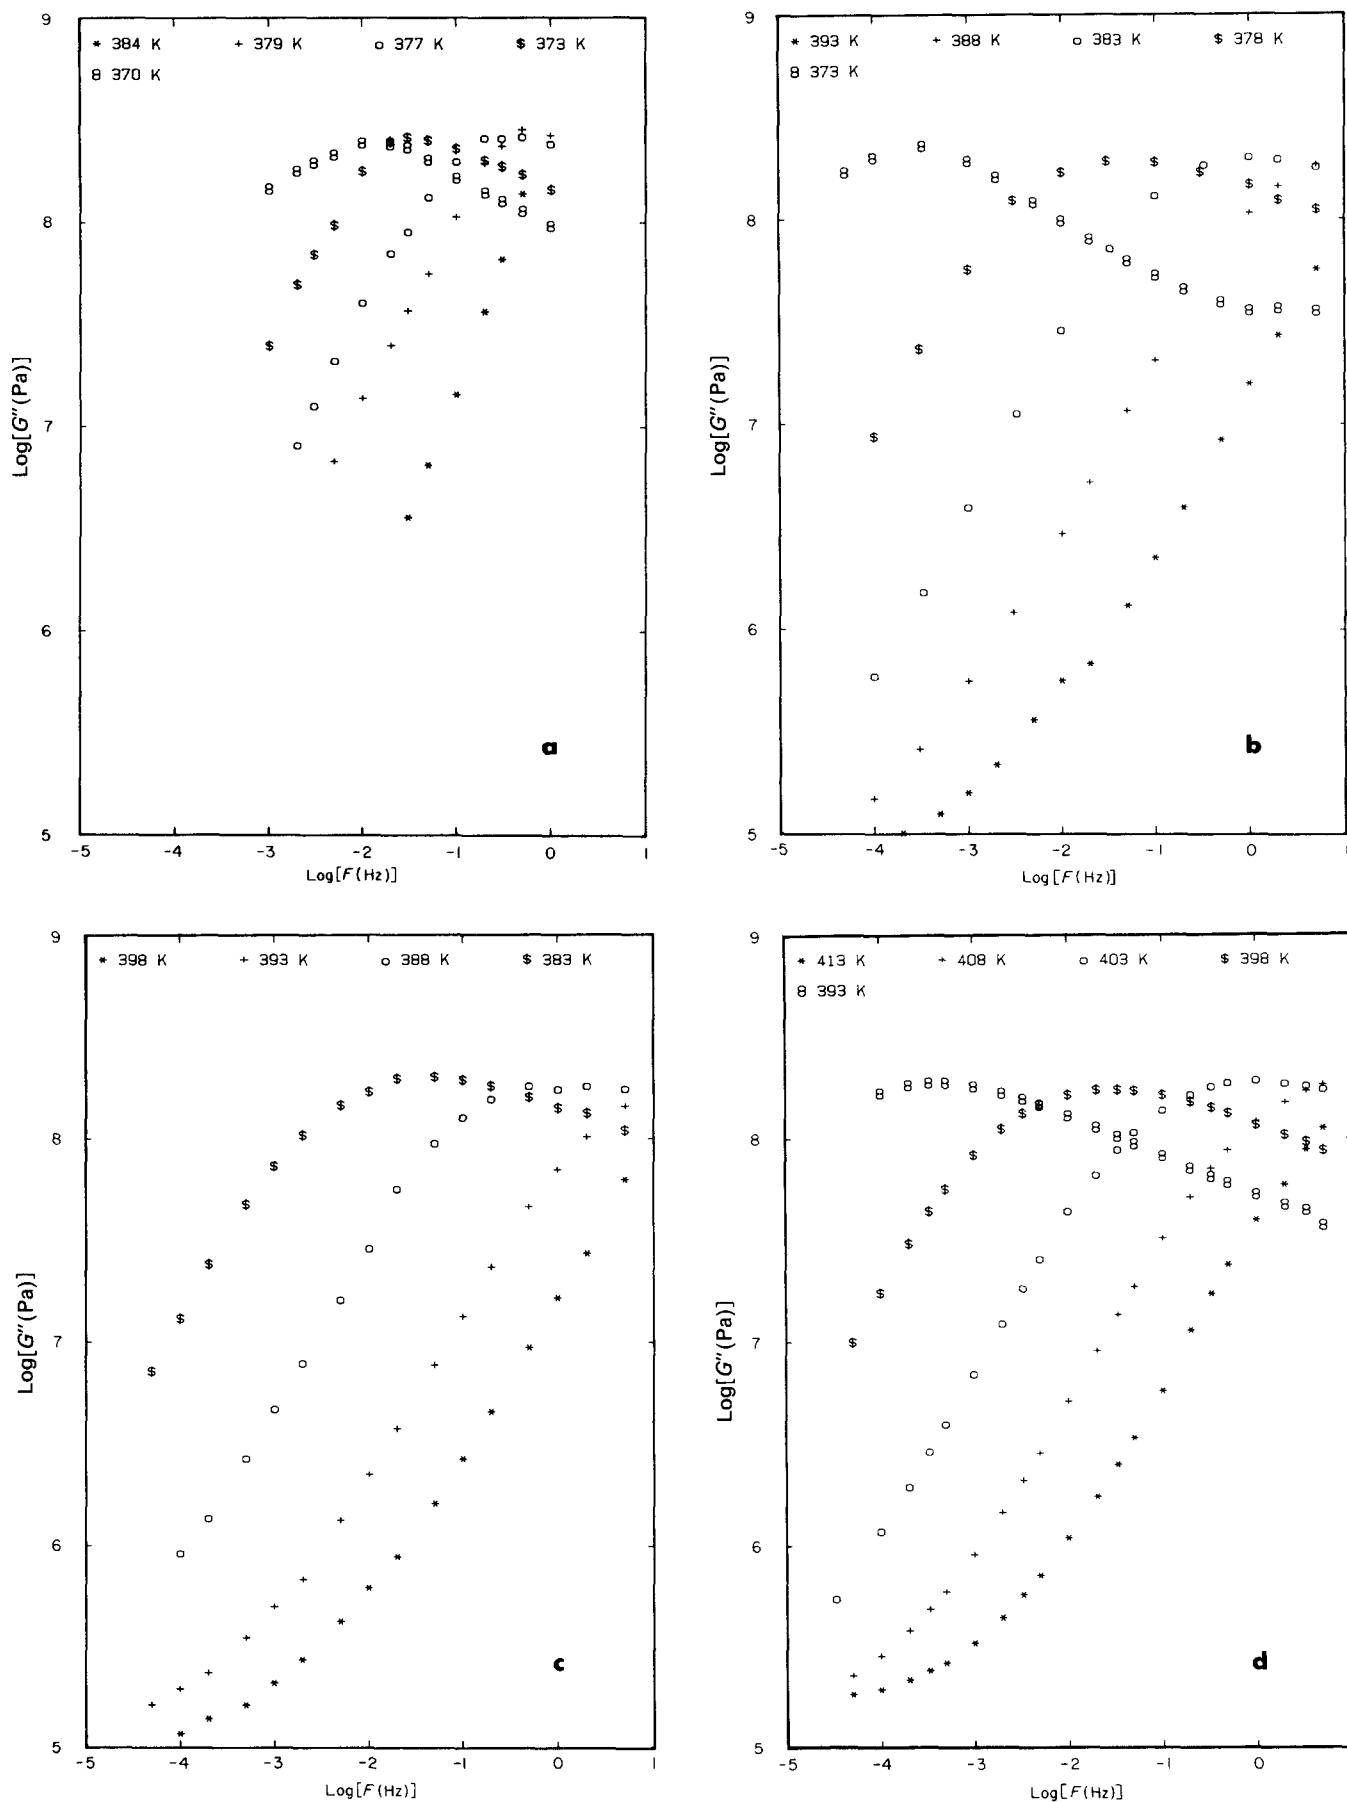 9
* 384 K + 379 K o 377 K $ 373 K
8 370 K
8
7
6
5
Log[G″(Pa)]
a
-5 -4 -3 -2 -1 0 1
Log[F(Hz)]
9
* 393 K + 388 K o 383 K $ 378 K
8 373 K
8
7
6
5
Log[G″(Pa)]
b
-5 -4 -3 -2 -1 0 1
Log[F(Hz)]
9
* 398 K + 393 K o 388 K $ 383 K
8
7
6
5
Log[G″(Pa)]
c
-5 -4 -3 -2 -1 0 1
Log[F(Hz)]
9
* 413 K + 408 K o 403 K $ 398 K
8 393 K
8
7
6
5
Log[G″(Pa)]
d
-5 -4 -3 -2 -1 0 1
Log[F(Hz)]